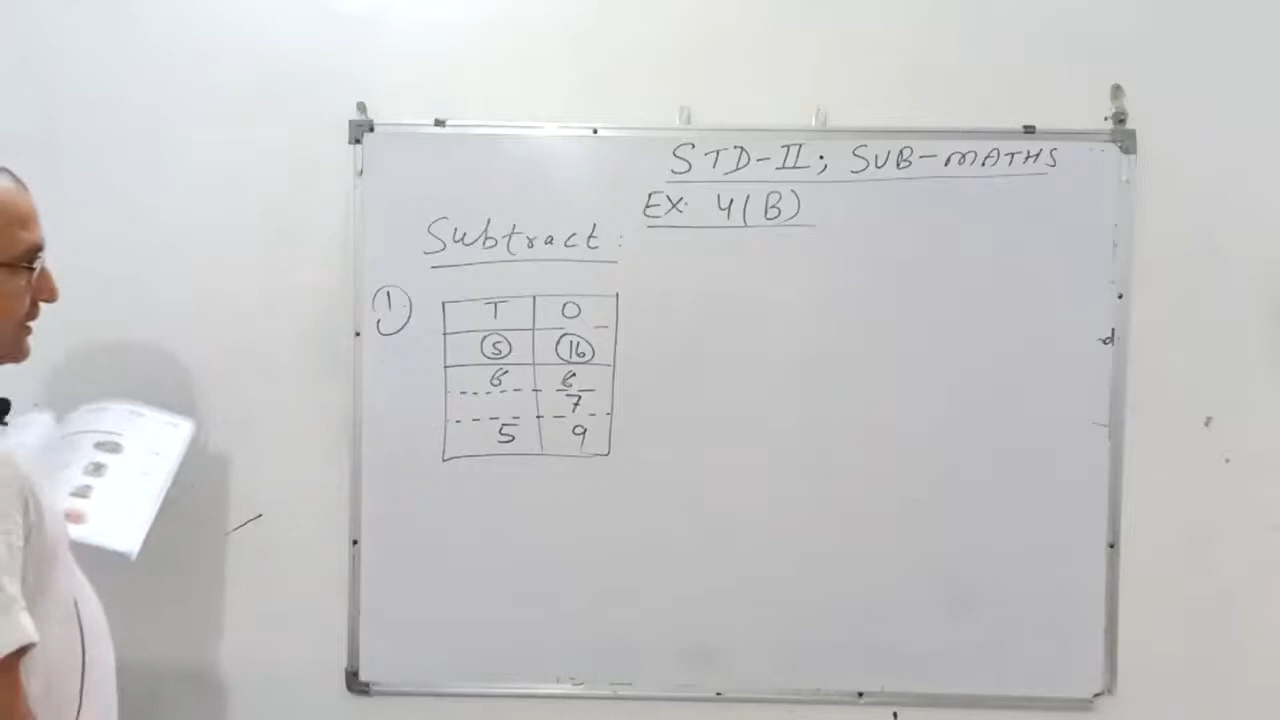 STD-II; SUB-MATHS
EX. 4(B)
Subtract:
1 T O
5 16
6 6
7
5 9